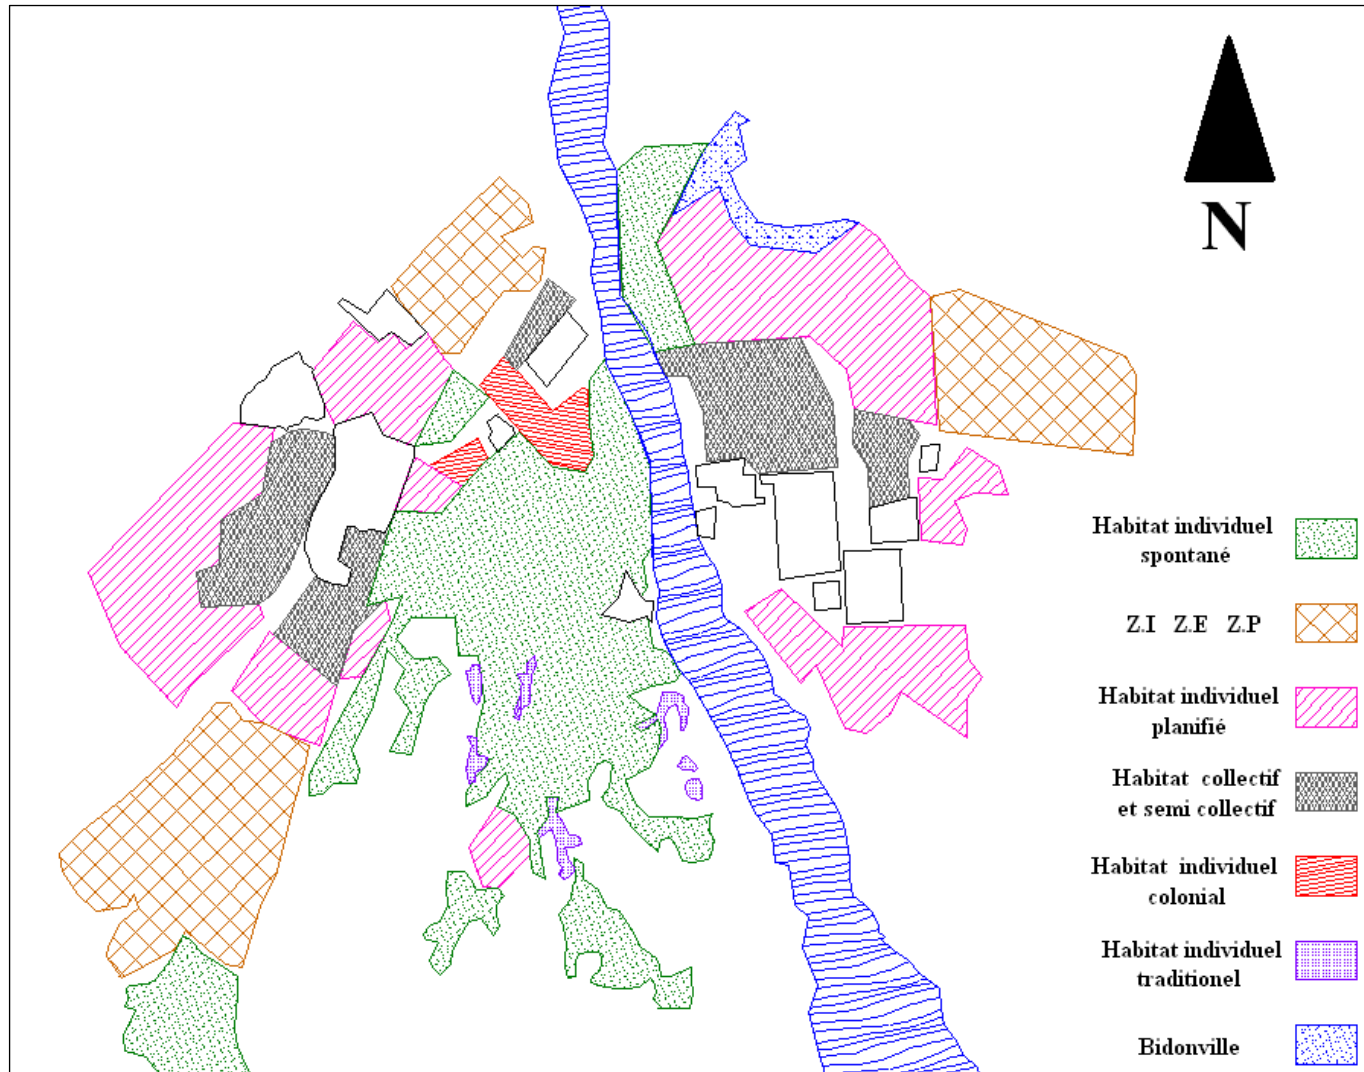 N
Habitat individuel
spontané
Z.I Z.E Z.P
Habitat individuel
planifié
Habitat collectif
et semi collectif
Habitat individuel
colonial
Habitat individuel
traditionel
Bidonville